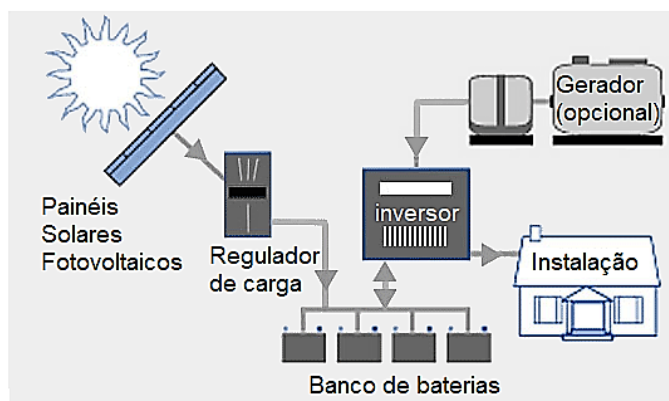 Gerador
(opcional)
Painéis
Solares
Fotovoltaicos
Regulador
de carga
inversor
Instalação
Banco de baterias